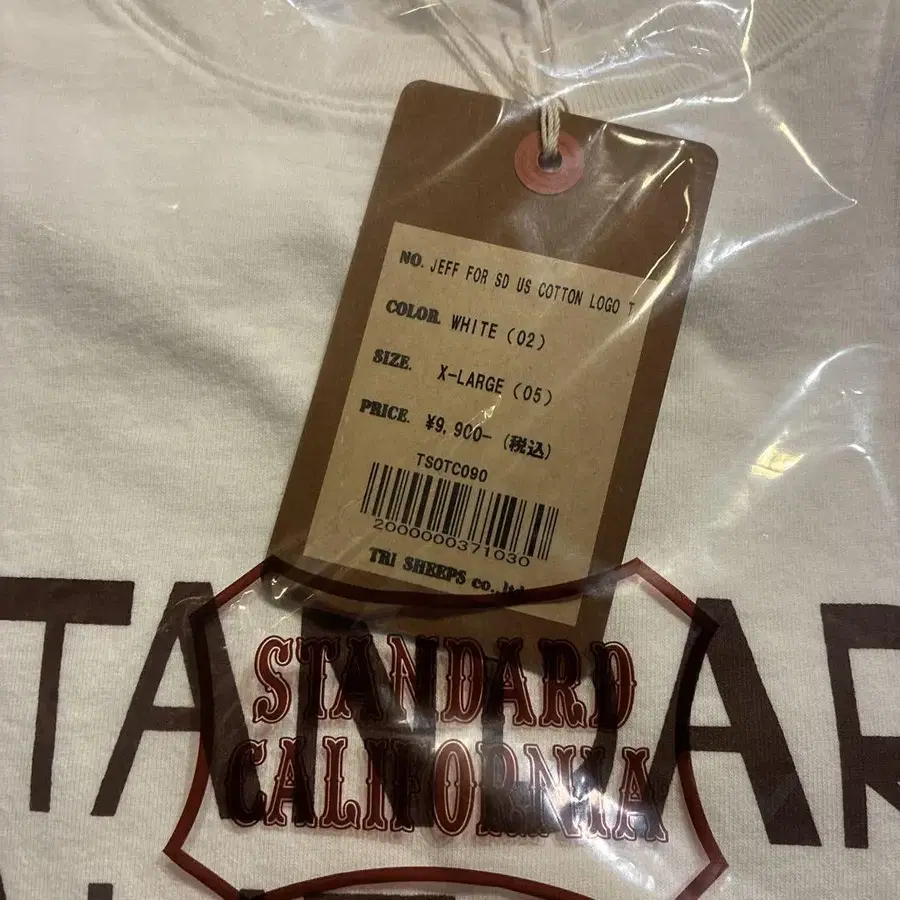 NO. JEFF FOR SD US COTTON LOGO T
COLOR. WHITE (02)
SIZE. X-LARGE (05)
PRICE. ¥9,900- (税込)
TSOTC090
2000000371030
TRI SHEEPS co.,ltd
STANDARD
CALIFORNIA
TANDAR